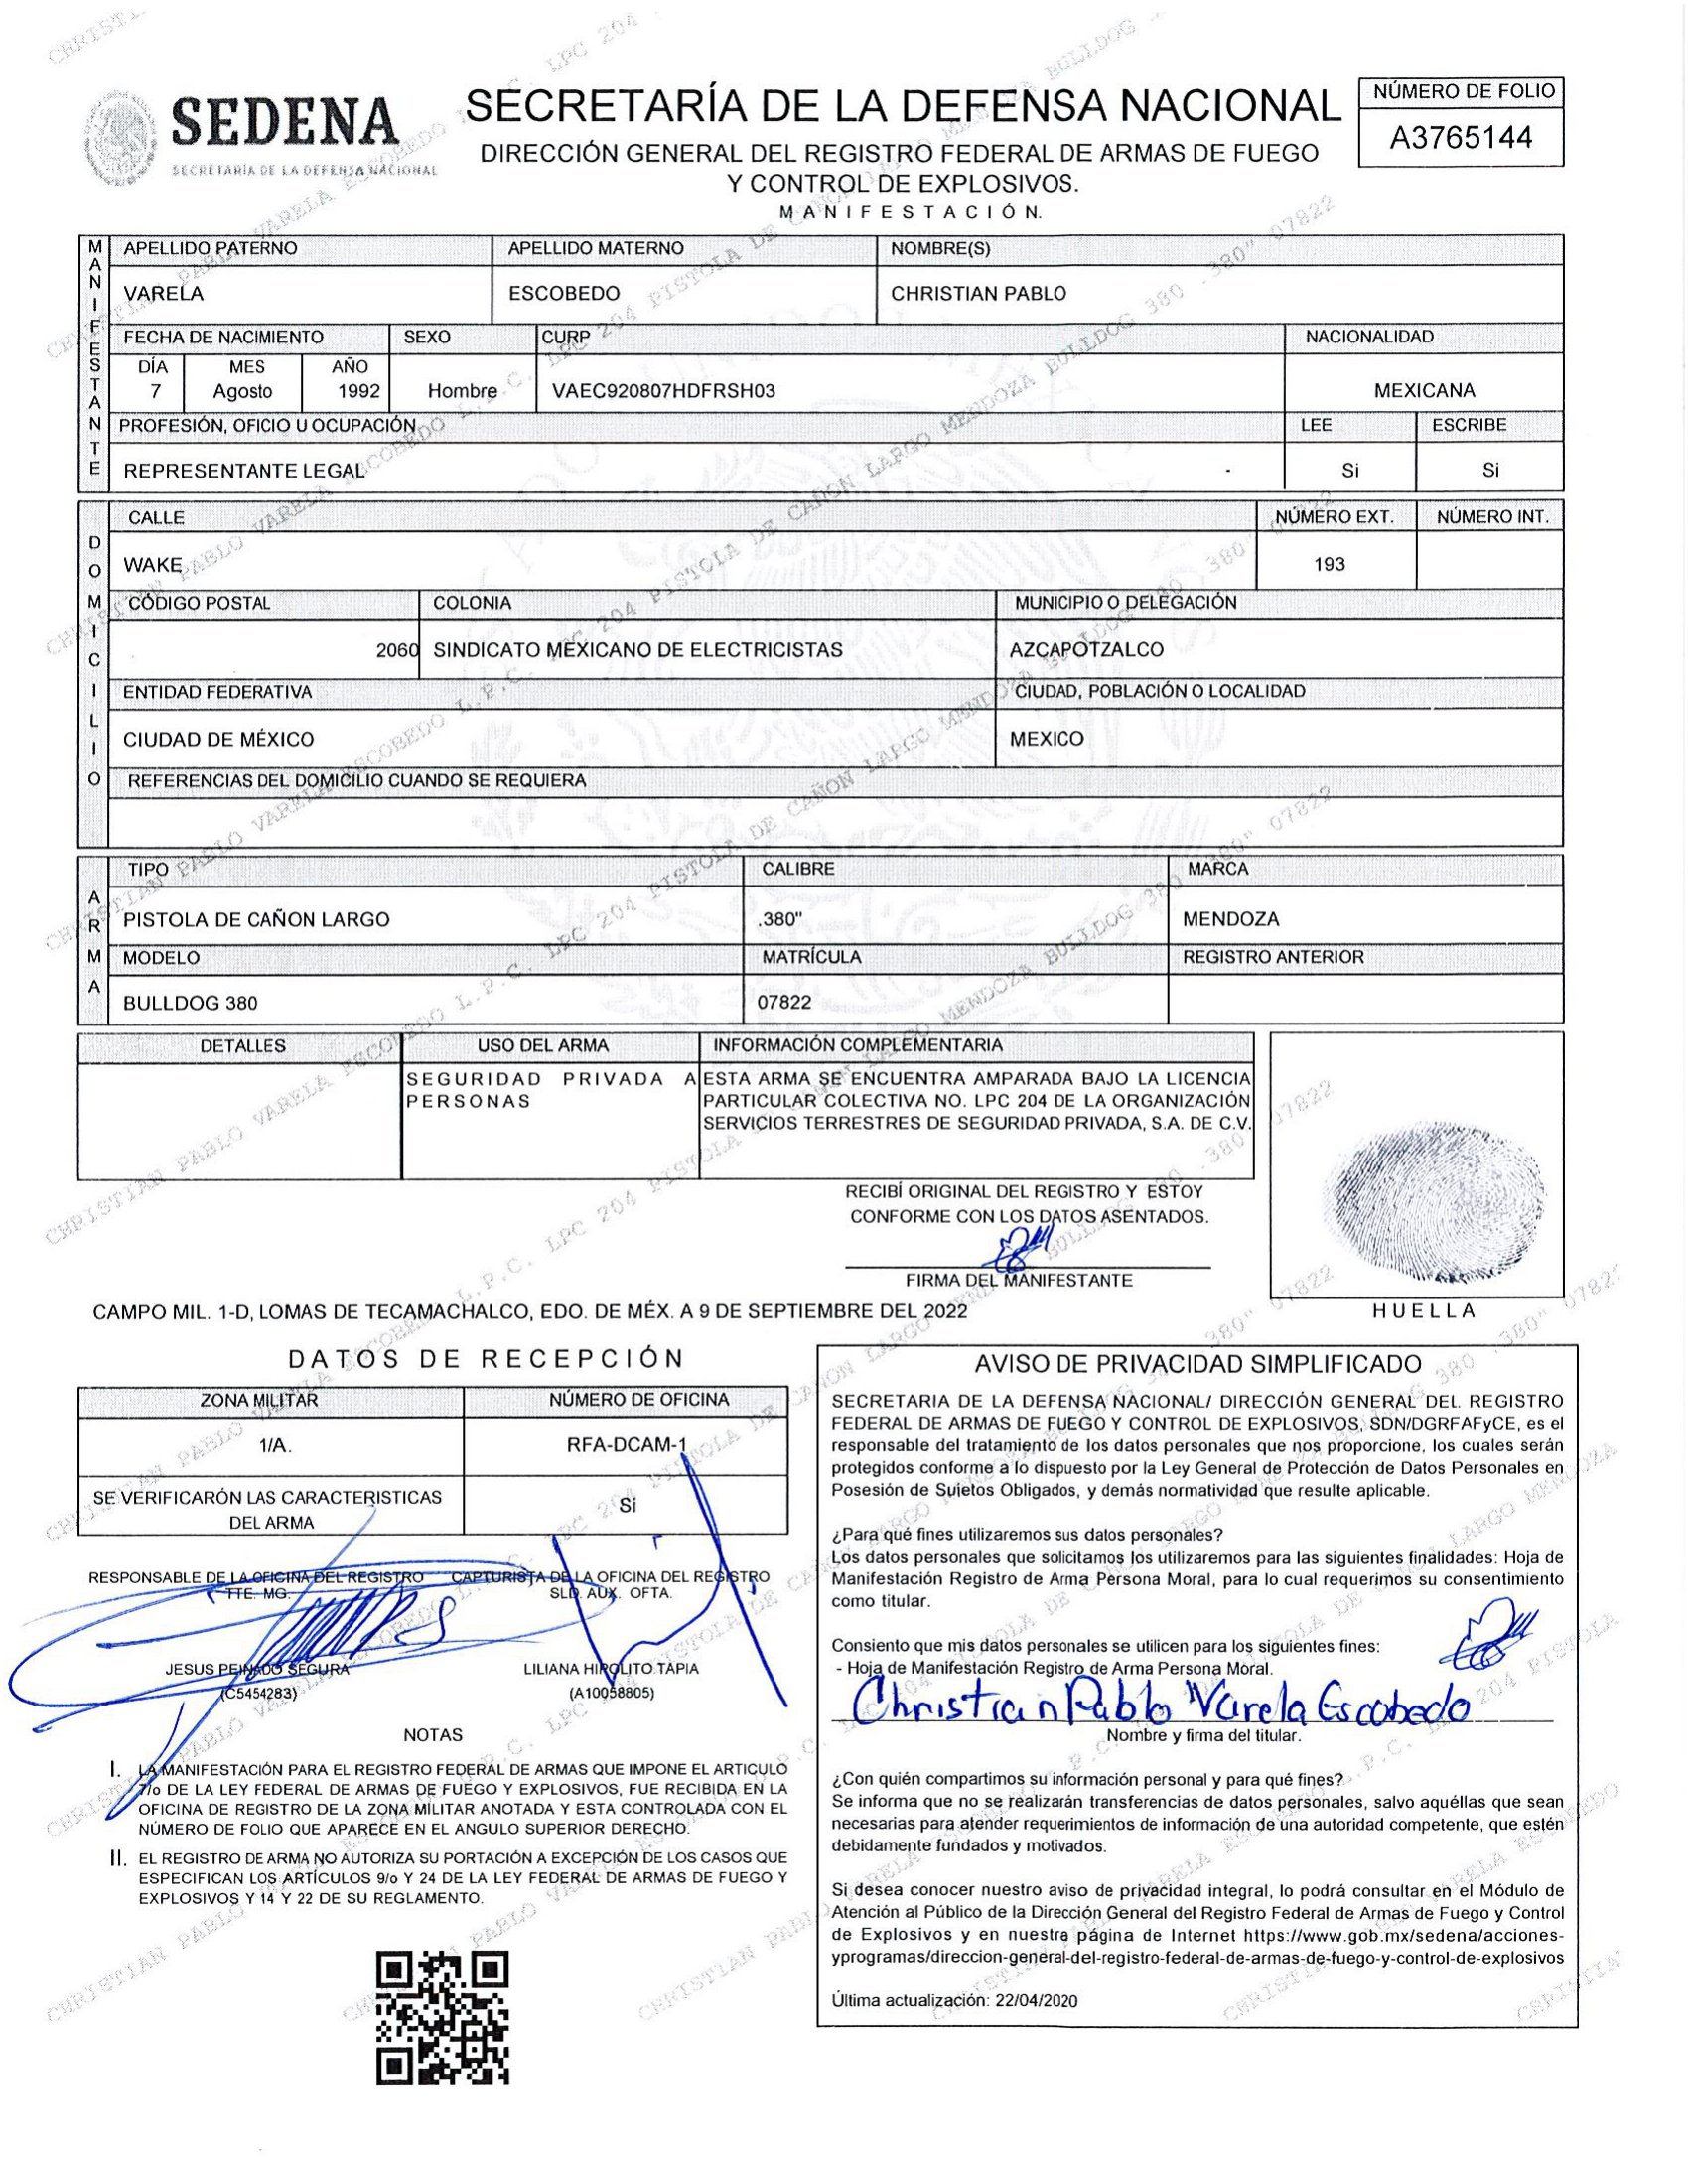 SEDENA
SECRETARÍA DE LA DEFENSA NACIONAL
SECRETARÍA DE LA DEFENSA NACIONAL
DIRECCIÓN GENERAL DEL REGISTRO FEDERAL DE ARMAS DE FUEGO
Y CONTROL DE EXPLOSIVOS.
MANIFESTACIÓN.
NÚMERO DE FOLIO
A3765144
MANIFESTANTE
APELLIDO PATERNO APELLIDO MATERNO NOMBRE(S)
VARELA ESCOBEDO CHRISTIAN PABLO
FECHA DE NACIMIENTO SEXO CURP NACIONALIDAD
DÍA MES AÑO
7 Agosto 1992 Hombre VAEC920807HDFRSH03 MEXICANA
PROFESIÓN, OFICIO U OCUPACIÓN LEE ESCRIBE
REPRESENTANTE LEGAL Si Si
DOMICILIO
CALLE NÚMERO EXT. NÚMERO INT.
WAKE 193
CÓDIGO POSTAL COLONIA MUNICIPIO O DELEGACIÓN
2060 SINDICATO MEXICANO DE ELECTRICISTAS AZCAPOTZALCO
ENTIDAD FEDERATIVA CIUDAD, POBLACIÓN O LOCALIDAD
CIUDAD DE MÉXICO MEXICO
REFERENCIAS DEL DOMICILIO CUANDO SE REQUIERA
ARMA
TIPO CALIBRE MARCA
PISTOLA DE CAÑON LARGO .380" MENDOZA
MODELO MATRÍCULA REGISTRO ANTERIOR
BULLDOG 380 07822
DETALLES USO DEL ARMA INFORMACIÓN COMPLEMENTARIA
SEGURIDAD PRIVADA A PERSONAS
ESTA ARMA SE ENCUENTRA AMPARADA BAJO LA LICENCIA
PARTICULAR COLECTIVA NO. LPC 204 DE LA ORGANIZACIÓN
SERVICIOS TERRESTRES DE SEGURIDAD PRIVADA, S.A. DE C.V.
RECIBÍ ORIGINAL DEL REGISTRO Y ESTOY
CONFORME CON LOS DATOS ASENTADOS.
FIRMA DEL MANIFESTANTE
HUELLA
CAMPO MIL. 1-D, LOMAS DE TECAMACHALCO, EDO. DE MÉX. A 9 DE SEPTIEMBRE DEL 2022
DATOS DE RECEPCIÓN
ZONA MILITAR NÚMERO DE OFICINA
1/A. RFA-DCAM-1
SE VERIFICARÓN LAS CARACTERISTICAS
DEL ARMA
Si
RESPONSABLE DE LA OFICINA DEL REGISTRO
TTE. MG.
JESUS PEINADO SEGURA
(C5454283)
CAPTURISTA DE LA OFICINA DEL REGISTRO
SLD. AUX. OFTA.
LILIANA HIPOLITO TAPIA
(A10058805)
NOTAS
I. LA MANIFESTACIÓN PARA EL REGISTRO FEDERAL DE ARMAS QUE IMPONE EL ARTICULO
7/o DE LA LEY FEDERAL DE ARMAS DE FUEGO Y EXPLOSIVOS, FUE RECIBIDA EN LA
OFICINA DE REGISTRO DE LA ZONA MILITAR ANOTADA Y ESTA CONTROLADA CON EL
NÚMERO DE FOLIO QUE APARECE EN EL ANGULO SUPERIOR DERECHO.
II. EL REGISTRO DE ARMA NO AUTORIZA SU PORTACIÓN A EXCEPCIÓN DE LOS CASOS QUE
ESPECIFICAN LOS ARTÍCULOS 9/o Y 24 DE LA LEY FEDERAL DE ARMAS DE FUEGO Y
EXPLOSIVOS Y 14 Y 22 DE SU REGLAMENTO.
AVISO DE PRIVACIDAD SIMPLIFICADO
SECRETARIA DE LA DEFENSA NACIONAL/ DIRECCIÓN GENERAL DEL REGISTRO
FEDERAL DE ARMAS DE FUEGO Y CONTROL DE EXPLOSIVOS, SDN/DGRFAFyCE, es el
responsable del tratamiento de los datos personales que nos proporcione, los cuales serán
protegidos conforme a lo dispuesto por la Ley General de Protección de Datos Personales en
Posesión de Sujetos Obligados, y demás normatividad que resulte aplicable.
¿Para qué fines utilizaremos sus datos personales?
Los datos personales que solicitamos los utilizaremos para las siguientes finalidades: Hoja de
Manifestación Registro de Arma Persona Moral, para lo cual requerimos su consentimiento
como titular.
Consiento que mis datos personales se utilicen para los siguientes fines:
- Hoja de Manifestación Registro de Arma Persona Moral.
Christian Pablo Varela Escobedo
Nombre y firma del titular.
¿Con quién compartimos su información personal y para qué fines?
Se informa que no se realizarán transferencias de datos personales, salvo aquéllas que sean
necesarias para atender requerimientos de información de una autoridad competente, que estén
debidamente fundados y motivados.
Si desea conocer nuestro aviso de privacidad integral, lo podrá consultar en el Módulo de
Atención al Público de la Dirección General del Registro Federal de Armas de Fuego y Control
de Explosivos y en nuestra página de Internet https://www.gob.mx/sedena/acciones-
yprogramas/direccion-general-del-registro-federal-de-armas-de-fuego-y-control-de-explosivos
Última actualización: 22/04/2020